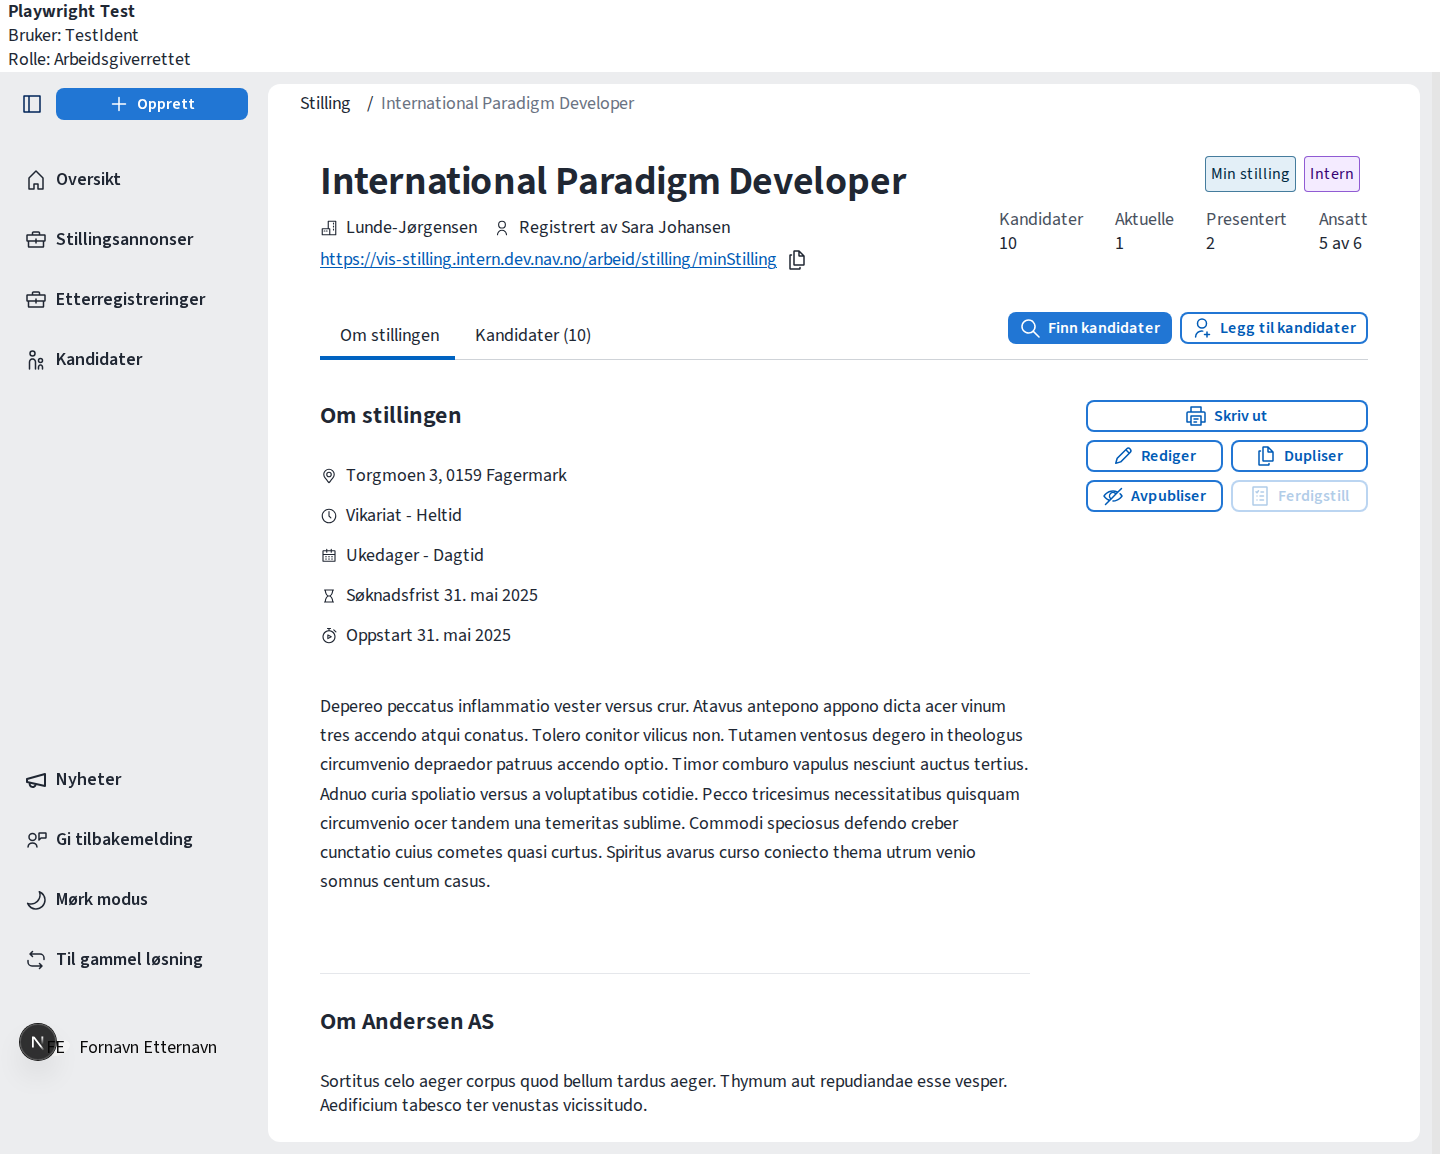 Playwright Test
Bruker: TestIdent
Rolle: Arbeidsgiverrettet
Opprett
Oversikt
Stillingsannonser
Etterregistreringer
Kandidater
Nyheter
Gi tilbakemelding
Mørk modus
Til gammel løsning
N
FE Fornavn Etternavn
Stilling / International Paradigm Developer
International Paradigm Developer
Min stilling Intern
Lunde-Jørgensen Registrert av Sara Johansen
https://vis-stilling.intern.dev.nav.no/arbeid/stilling/minStilling
Kandidater Aktuelle Presentert Ansatt
10 1 2 5 av 6
Om stillingen Kandidater (10)
Finn kandidater Legg til kandidater
Om stillingen
Torgmoen 3, 0159 Fagermark
Vikariat - Heltid
Ukedager - Dagtid
Søknadsfrist 31. mai 2025
Oppstart 31. mai 2025
Skriv ut
Rediger Dupliser
Avpubliser Ferdigstill
Depereo peccatus inflammatio vester versus crur. Atavus antepono appono dicta acer vinum
tres accendo atqui conatus. Tolero conitor vilicus non. Tutamen ventosus degero in theologus
circumvenio depraedor patruus accendo optio. Timor comburo vapulus nesciunt auctus tertius.
Adnuo curia spoliatio versus a voluptatibus cotidie. Pecco tricesimus necessitatibus quisquam
circumvenio ocer tandem una temeritas sublime. Commodi speciosus defendo creber
cunctatio cuius cometes quasi curtus. Spiritus avarus curso coniecto thema utrum venio
somnus centum casus.
Om Andersen AS
Sortitus celo aeger corpus quod bellum tardus aeger. Thymum aut repudiandae esse vesper.
Aedificium tabesco ter venustas vicissitudo.